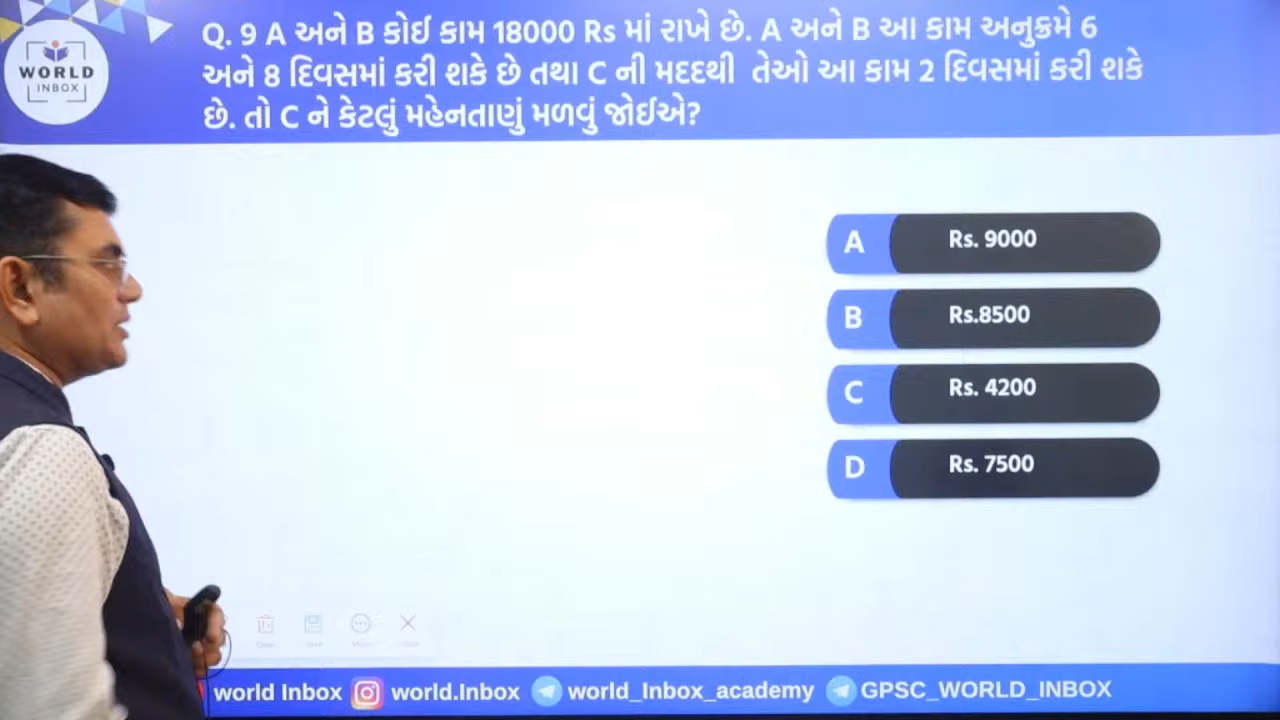 WORLD
INBOX
Q. 9 A અને B કોઈ કામ 18000 Rs માં રાખે છે. A અને B આ કામ અનુક્રમે 6
અને 8 દિવસમાં કરી શકે છે તથા C ની મદદથી તેઓ આ કામ 2 દિવસમાં કરી શકે
છે. તો C ને કેટલું મહેનતાણું મળવું જોઈએ?
A Rs. 9000
B Rs.8500
C Rs. 4200
D Rs. 7500
world Inbox world.Inbox world_Inbox_academy GPSC_WORLD_INBOX